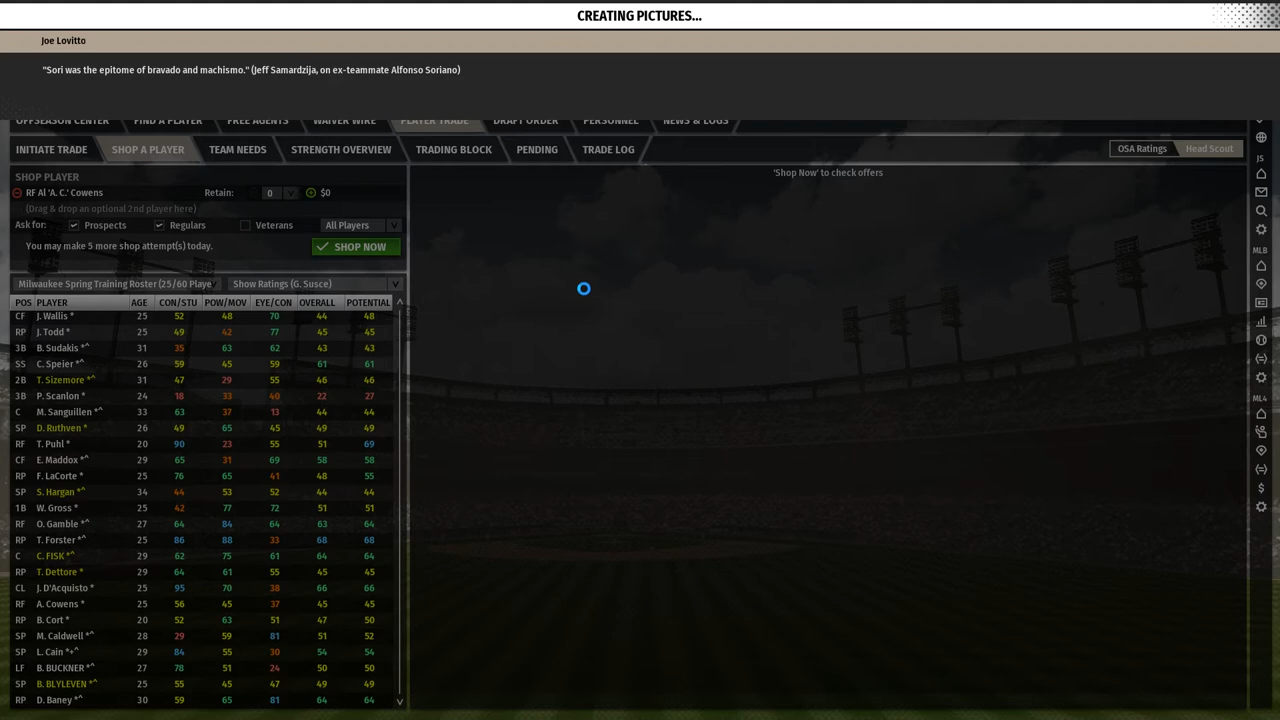 CREATING PICTURES...
Joe Lovitto
"Sori was the epitome of bravado and machismo." (Jeff Samardzija, on ex-teammate Alfonso Soriano)
OFFSEASON CENTER FIND A PLAYER FREE AGENTS WAIVER WIRE PLAYER TRADE DRAFT ORDER PERSONNEL NEWS & LOGS
INITIATE TRADE SHOP A PLAYER TEAM NEEDS STRENGTH OVERVIEW TRADING BLOCK PENDING TRADE LOG OSA Ratings Head Scout
JS
MLB
ML4
SHOP PLAYER
RF Al 'A. C.' Cowens Retain: 0 $0
(Drag & drop an optional 2nd player here)
Ask for: Prospects Regulars Veterans All Players
You may make 5 more shop attempt(s) today. SHOP NOW
'Shop Now' to check offers
Milwaukee Spring Training Roster (25/60 Playe Show Ratings (G. Susce)
POS PLAYER AGE CON/STU POW/MOV EYE/CON OVERALL POTENTIAL
CF J. Wallis * 25 52 48 70 44 48
RP J. Todd * 25 49 42 77 45 45
3B B. Sudakis *^ 31 35 63 62 43 43
SS C. Speier *^ 26 59 45 59 61 61
2B T. Sizemore *^ 31 47 29 55 46 46
3B P. Scanlon * 24 18 33 40 22 27
C M. Sanguillen *^ 33 63 37 13 44 44
SP D. Ruthven * 26 49 65 45 49 49
RF T. Puhl * 20 90 23 55 51 69
CF E. Maddox *^ 29 65 31 69 58 58
RP F. LaCorte * 25 76 65 41 48 55
SP S. Hargan *^ 34 44 53 52 44 44
1B W. Gross * 25 42 77 72 51 51
RF O. Gamble *^ 27 64 84 64 63 64
RP T. Forster *^ 25 86 88 33 68 68
C C. FISK *^ 29 62 75 61 64 64
RP T. Dettore * 29 64 61 55 45 45
CL J. D'Acquisto * 25 95 70 38 66 66
RF A. Cowens * 25 56 45 37 45 45
RP B. Cort * 20 52 63 51 47 50
SP M. Caldwell *^ 28 29 59 81 51 52
SP L. Cain *+^ 29 84 55 30 54 54
LF B. BUCKNER *^ 27 78 51 24 50 50
SP B. BLYLEVEN *^ 25 55 45 47 49 49
RP D. Baney *^ 30 59 65 81 64 64